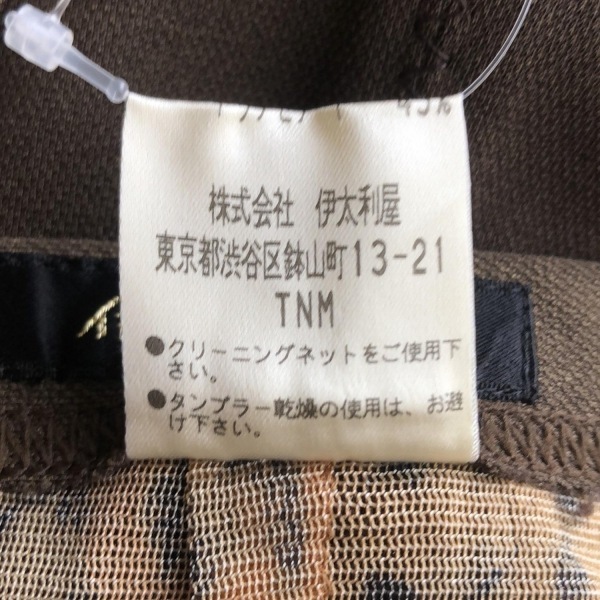 株式会社 伊太利屋
東京都渋谷区鉢山町13-21
TNM
●クリーニングネットをご使用下
さい。
●タンブラー乾燥の使用は、お避
け下さい。